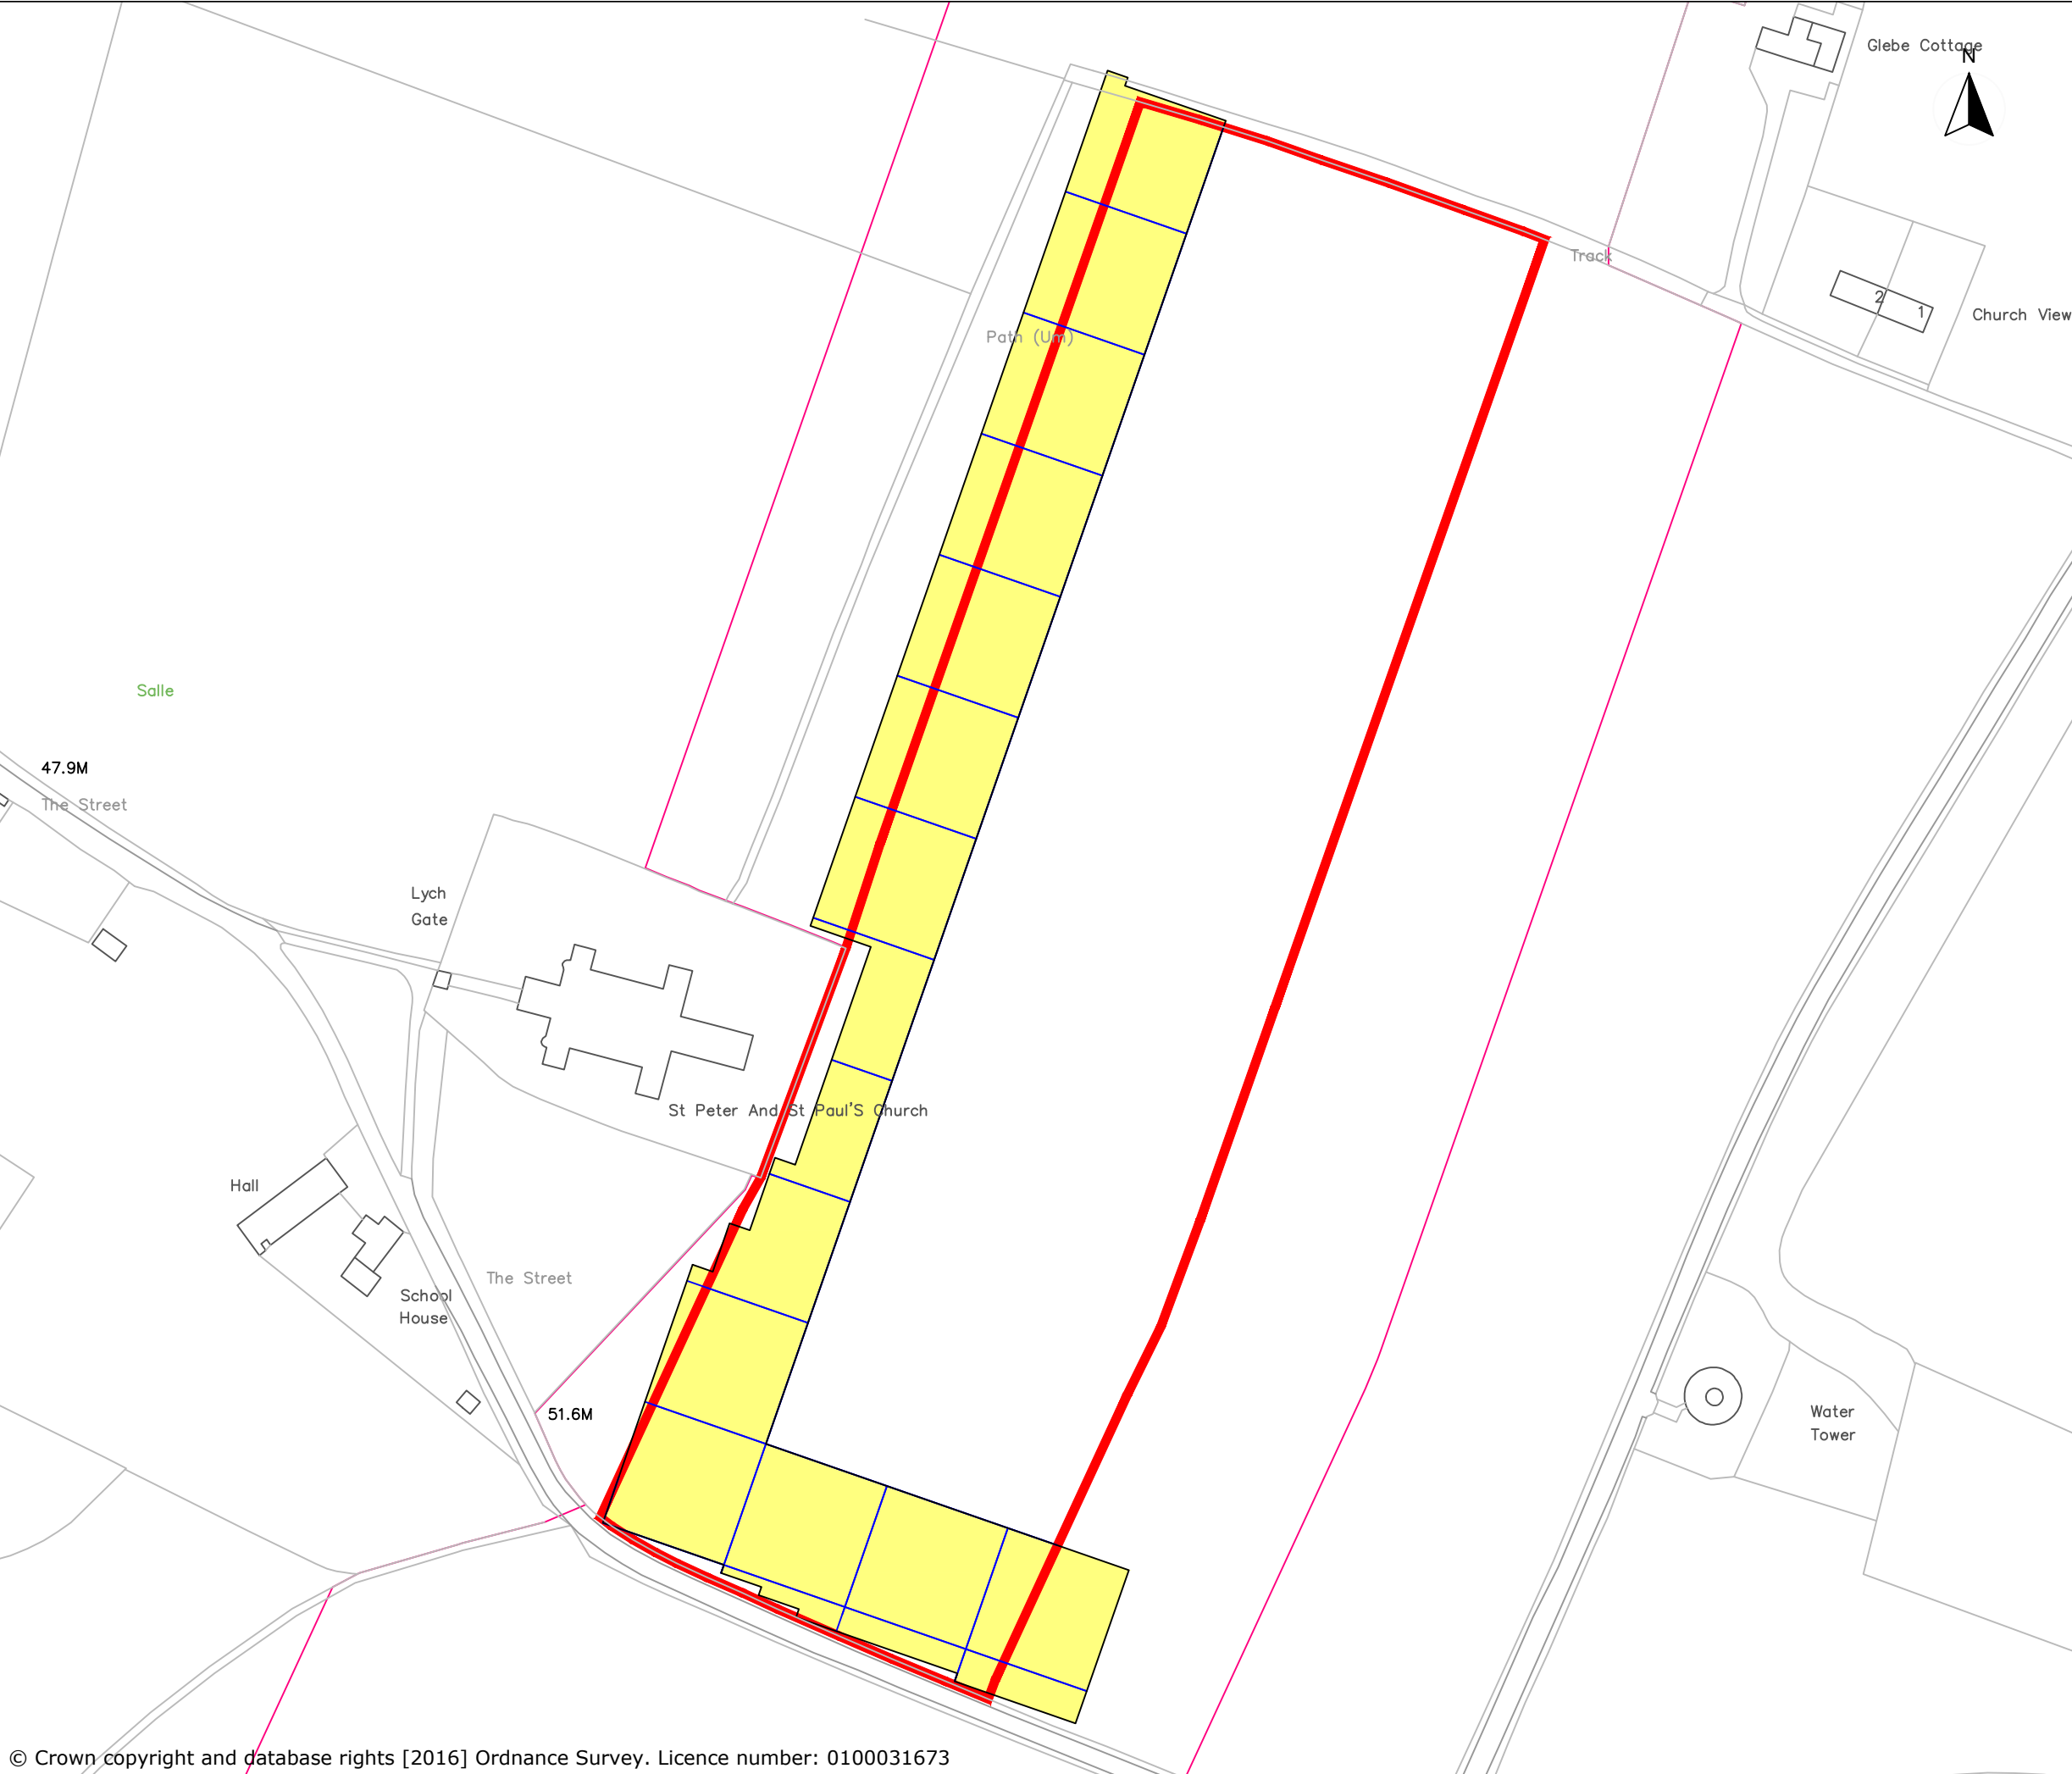 Glebe Cottage
N
Track
2
1
Church View
Path (Um)
Salle
47.9M
The Street
Lych
Gate
St Peter And St Paul'S Church
Hall
The Street
School
House
51.6M
Water
Tower
© Crown copyright and database rights [2016] Ordnance Survey. Licence number: 0100031673